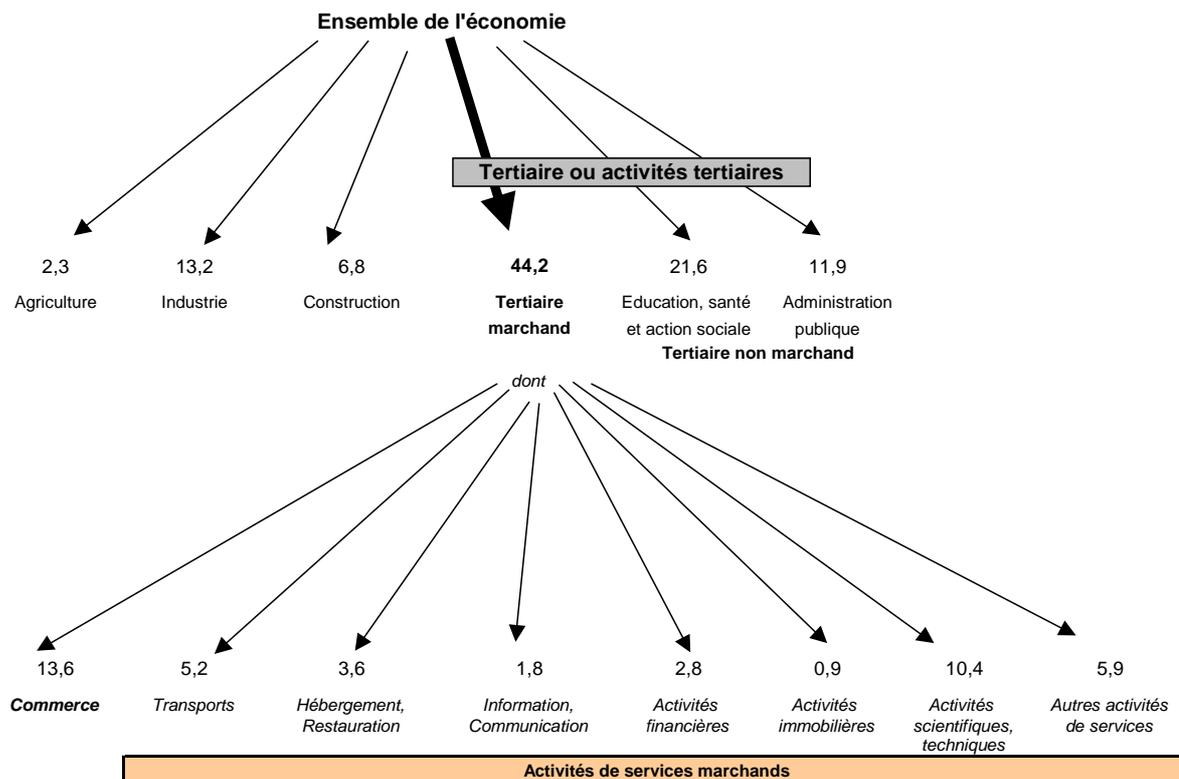 Ensemble de l'économie
Tertiaire ou activités tertiaires
2,3 13,2 6,8 44,2 21,6 11,9
Agriculture Industrie Construction Tertiaire Education, santé Administration
marchand et action sociale publique
Tertiaire non marchand
dont
13,6 5,2 3,6 1,8 2,8 0,9 10,4 5,9
Commerce Transports Hébergement, Information, Activités Activités Activités Autres activités
Restauration Communication financières immobilières scientifiques, de services
techniques
Activités de services marchands